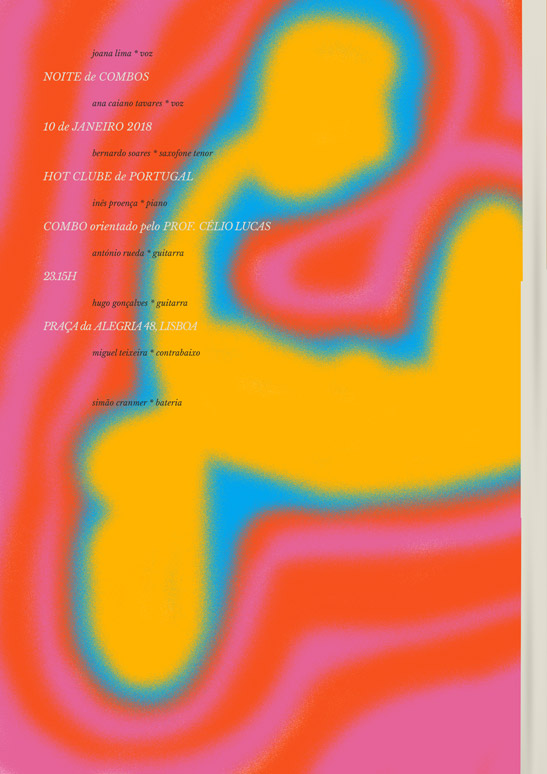 joana lima * voz
NOITE de COMBOS
ana caiano tavares * voz
10 de JANEIRO 2018
bernardo soares * saxofone tenor
HOT CLUBE de PORTUGAL
inês proença * piano
COMBO orientado pelo PROF. CÉLIO LUCAS
antónio rueda * guitarra
23.15H
hugo gonçalves * guitarra
PRAÇA da ALEGRIA 48, LISBOA
miguel teixeira * contrabaixo
simão cranmer * bateria